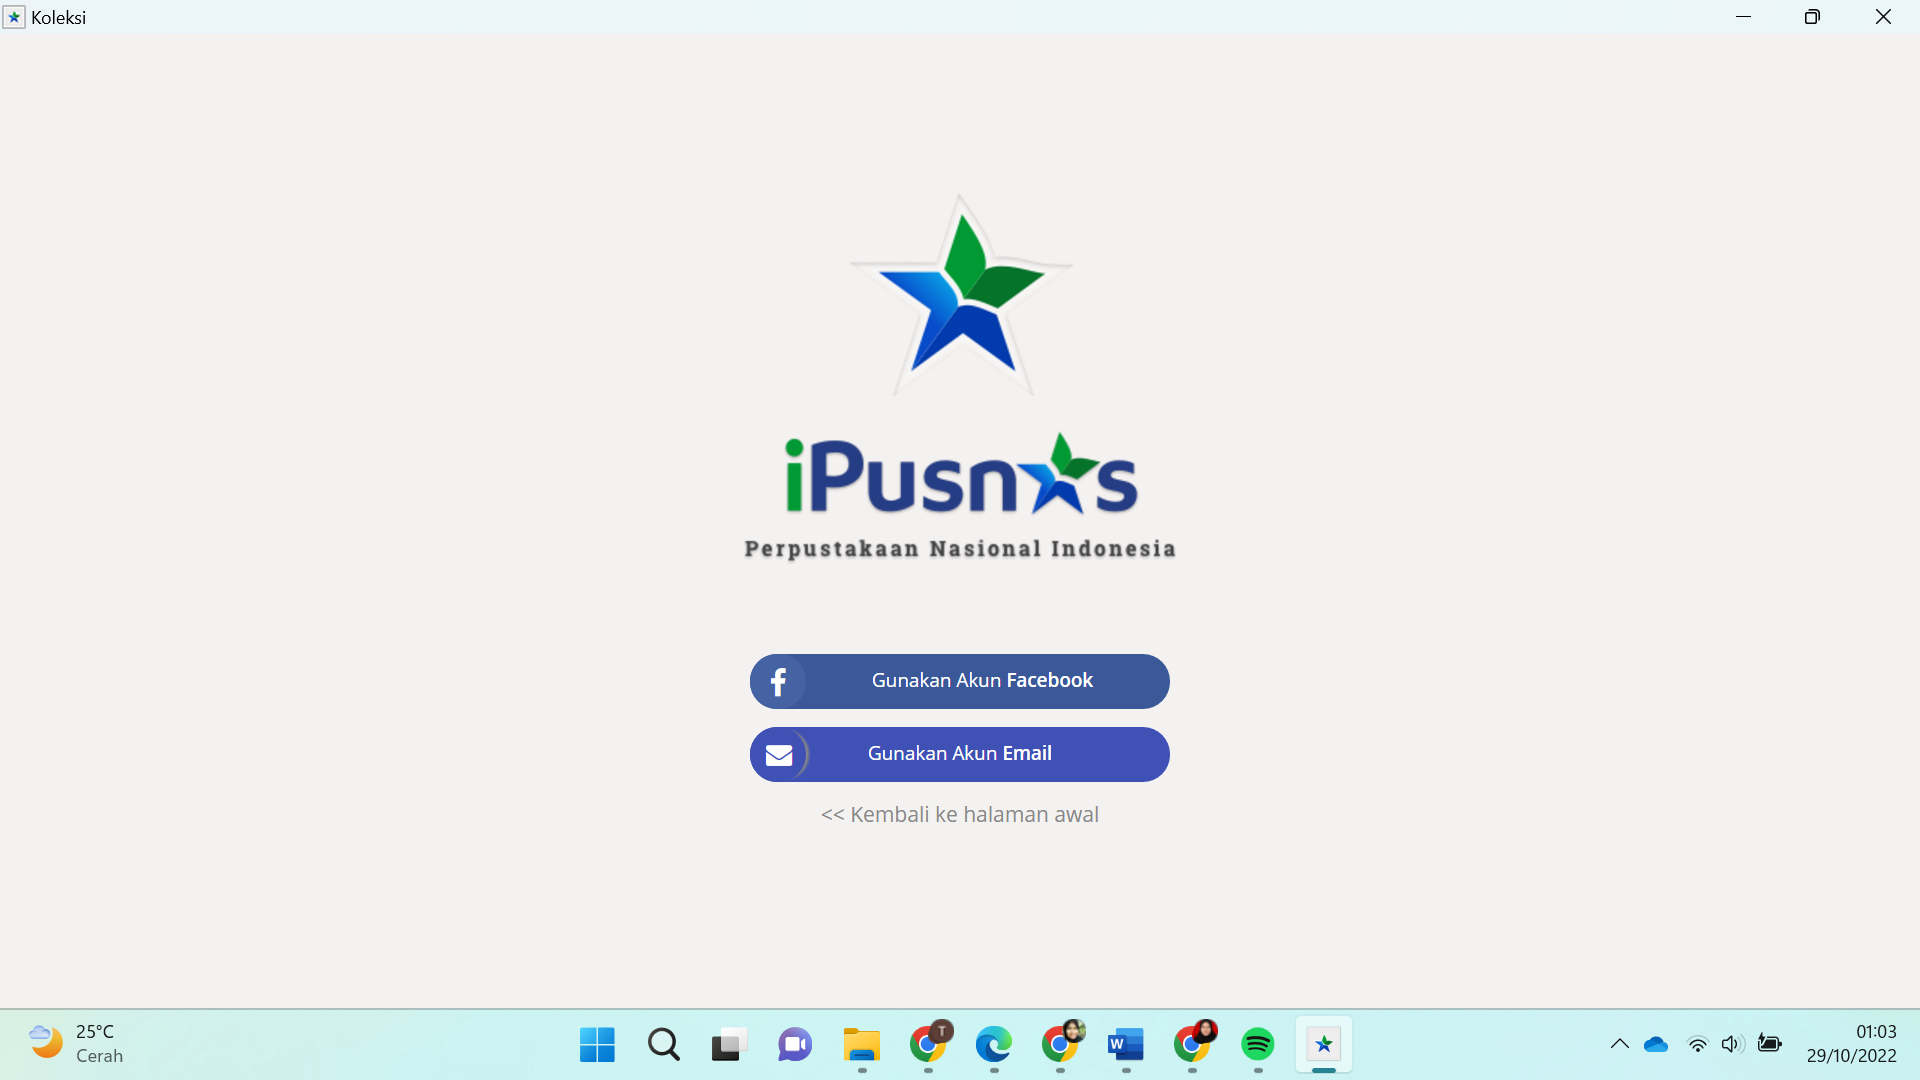 Koleksi
iPusnas
Perpustakaan Nasional Indonesia
Gunakan Akun Facebook
Gunakan Akun Email
<< Kembali ke halaman awal
25°C
Cerah
T
W
01:03
29/10/2022